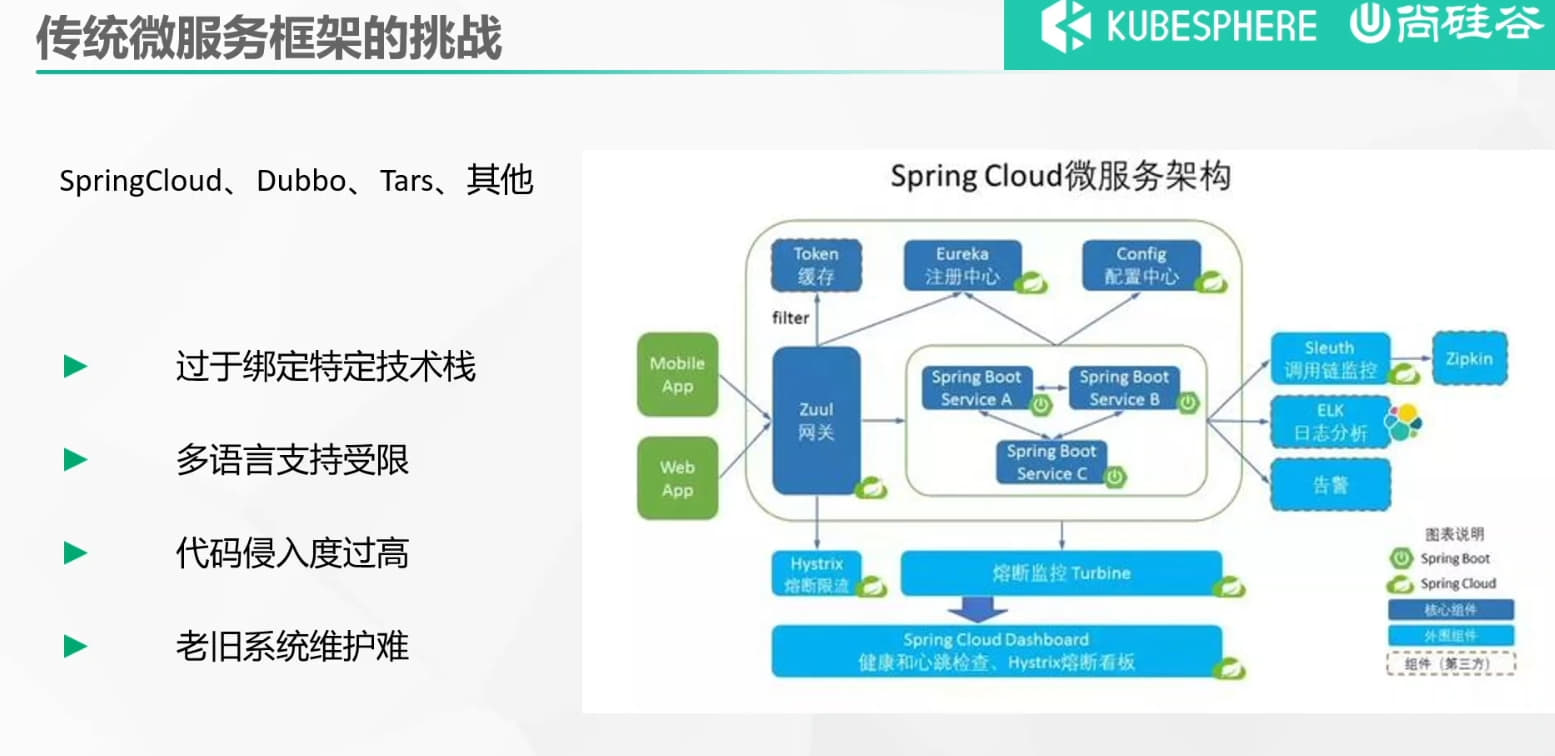 传统微服务框架的挑战
KUBESPHERE 尚硅谷
SpringCloud、Dubbo、Tars、其他
过于绑定特定技术栈
多语言支持受限
代码侵入度过高
老旧系统维护难
Spring Cloud微服务架构
Token
缓存
Eureka
注册中心
Config
配置中心
filter
Mobile
App
Web
App
Zuul
网关
Spring Boot
Service A
Spring Boot
Service B
Spring Boot
Service C
Sleuth
调用链监控
Zipkin
ELK
日志分析
告警
Hystrix
熔断限流
熔断监控 Turbine
Spring Cloud Dashboard
健康和心跳检查、Hystrix熔断看板
图表说明
Spring Boot
Spring Cloud
核心组件
外围组件
组件（第三方）